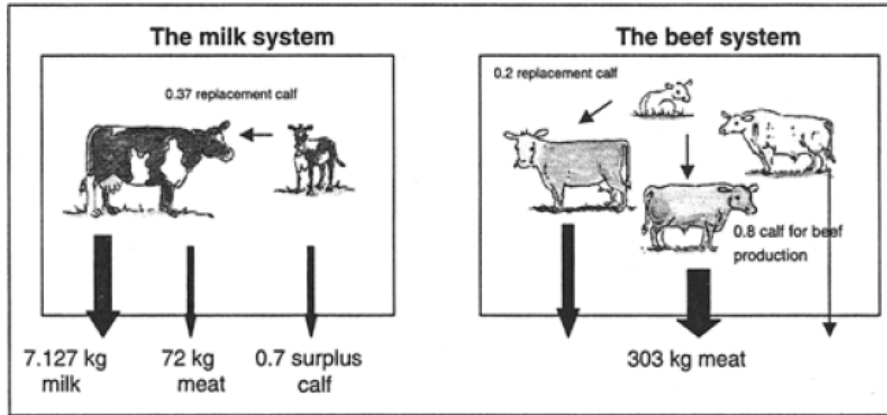 The milk system
0.37 replacement calf
7.127 kg
milk
72 kg
meat
0.7 surplus
calf
The beef system
0.2 replacement calf
0.8 calf for beef
production
303 kg meat